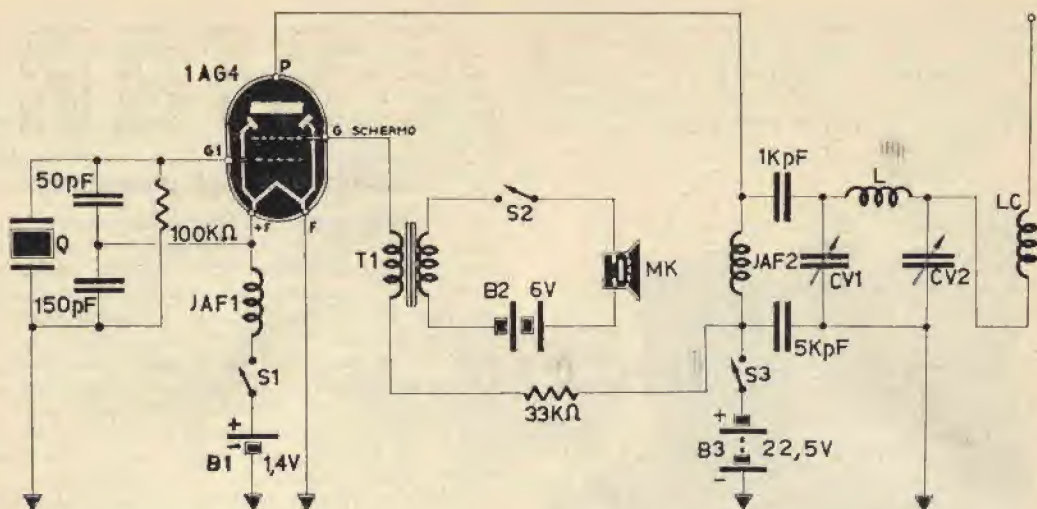 P
1AG4
G SCHERMO
G1
50pF
1KpF
L
LC
S2
Q
100KΩ
+F
F
T1
MK
JAF2
CV1
CV2
150pF
JAF1
B2
6V
5KpF
S1
S3
33KΩ
+
-
B1
1,4V
+
B3
22,5V
-